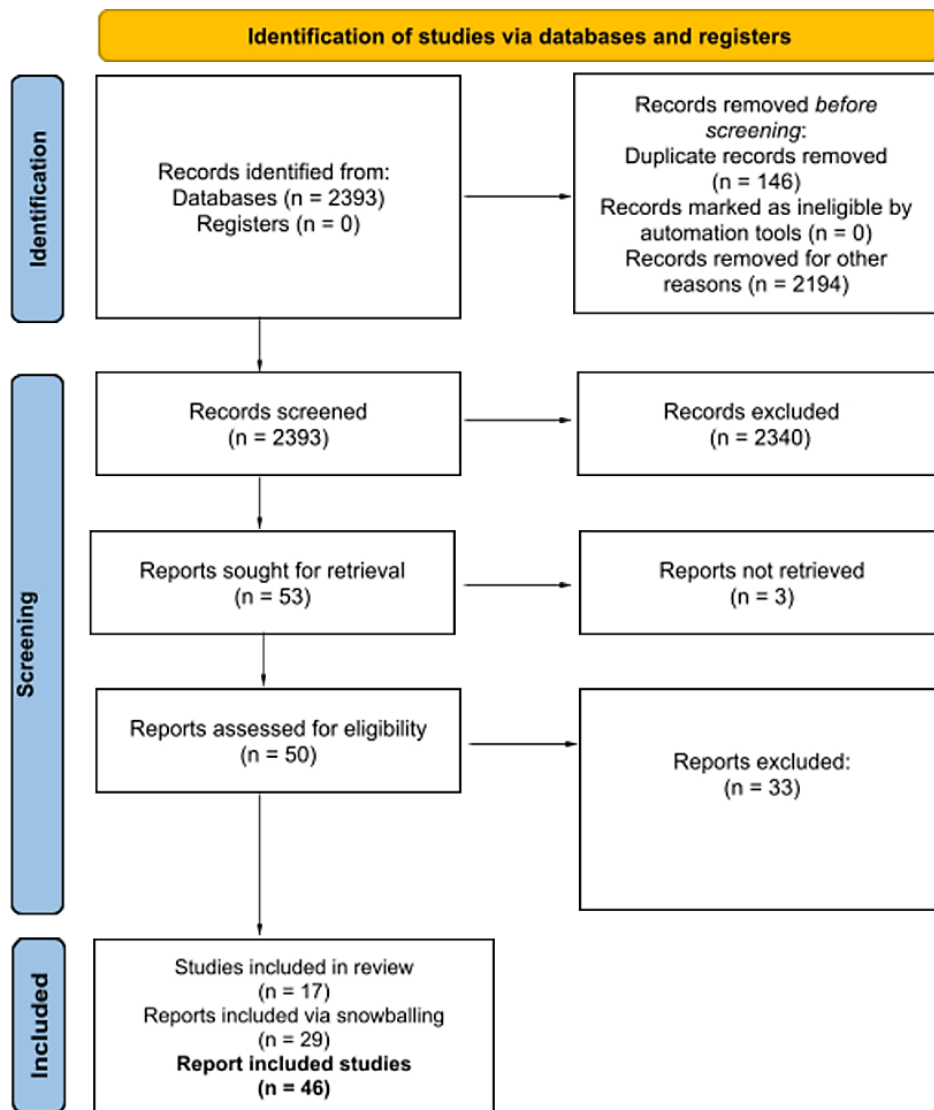 Identification of studies via databases and registers
Identification
Records identified from:
Databases (n = 2393)
Registers (n = 0)
Records removed before
screening:
Duplicate records removed
(n = 146)
Records marked as ineligible by
automation tools (n = 0)
Records removed for other
reasons (n = 2194)
Screening
Records screened
(n = 2393)
Records excluded
(n = 2340)
Reports sought for retrieval
(n = 53)
Reports not retrieved
(n = 3)
Reports assessed for eligibility
(n = 50)
Reports excluded:
(n = 33)
Included
Studies included in review
(n = 17)
Reports included via snowballing
(n = 29)
Report included studies
(n = 46)